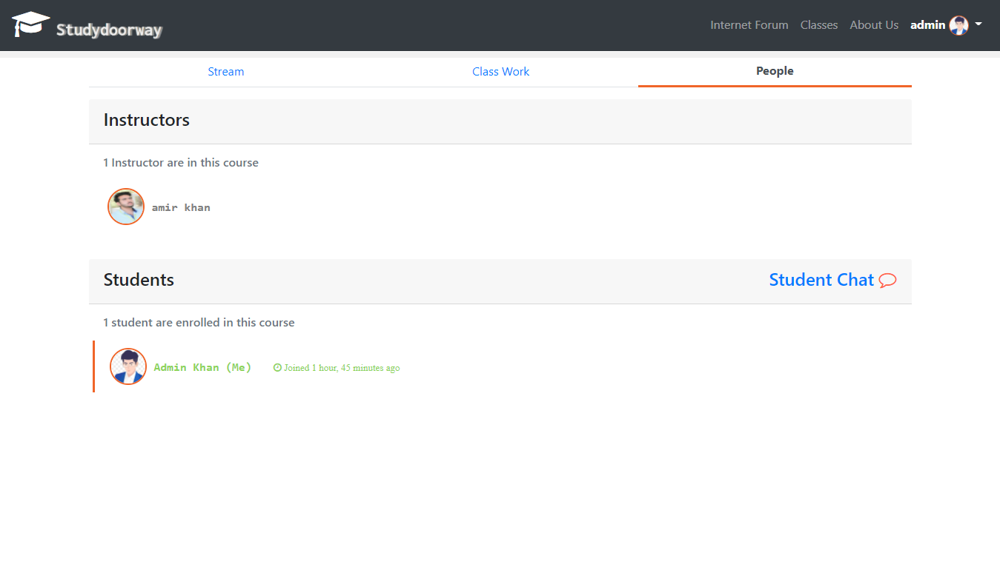 Studydoorway
Internet Forum Classes About Us admin
Stream Class Work People
Instructors
1 Instructor are in this course
amir khan
Students Student Chat
1 student are enrolled in this course
Admin Khan (Me) Joined 1 hour, 45 minutes ago